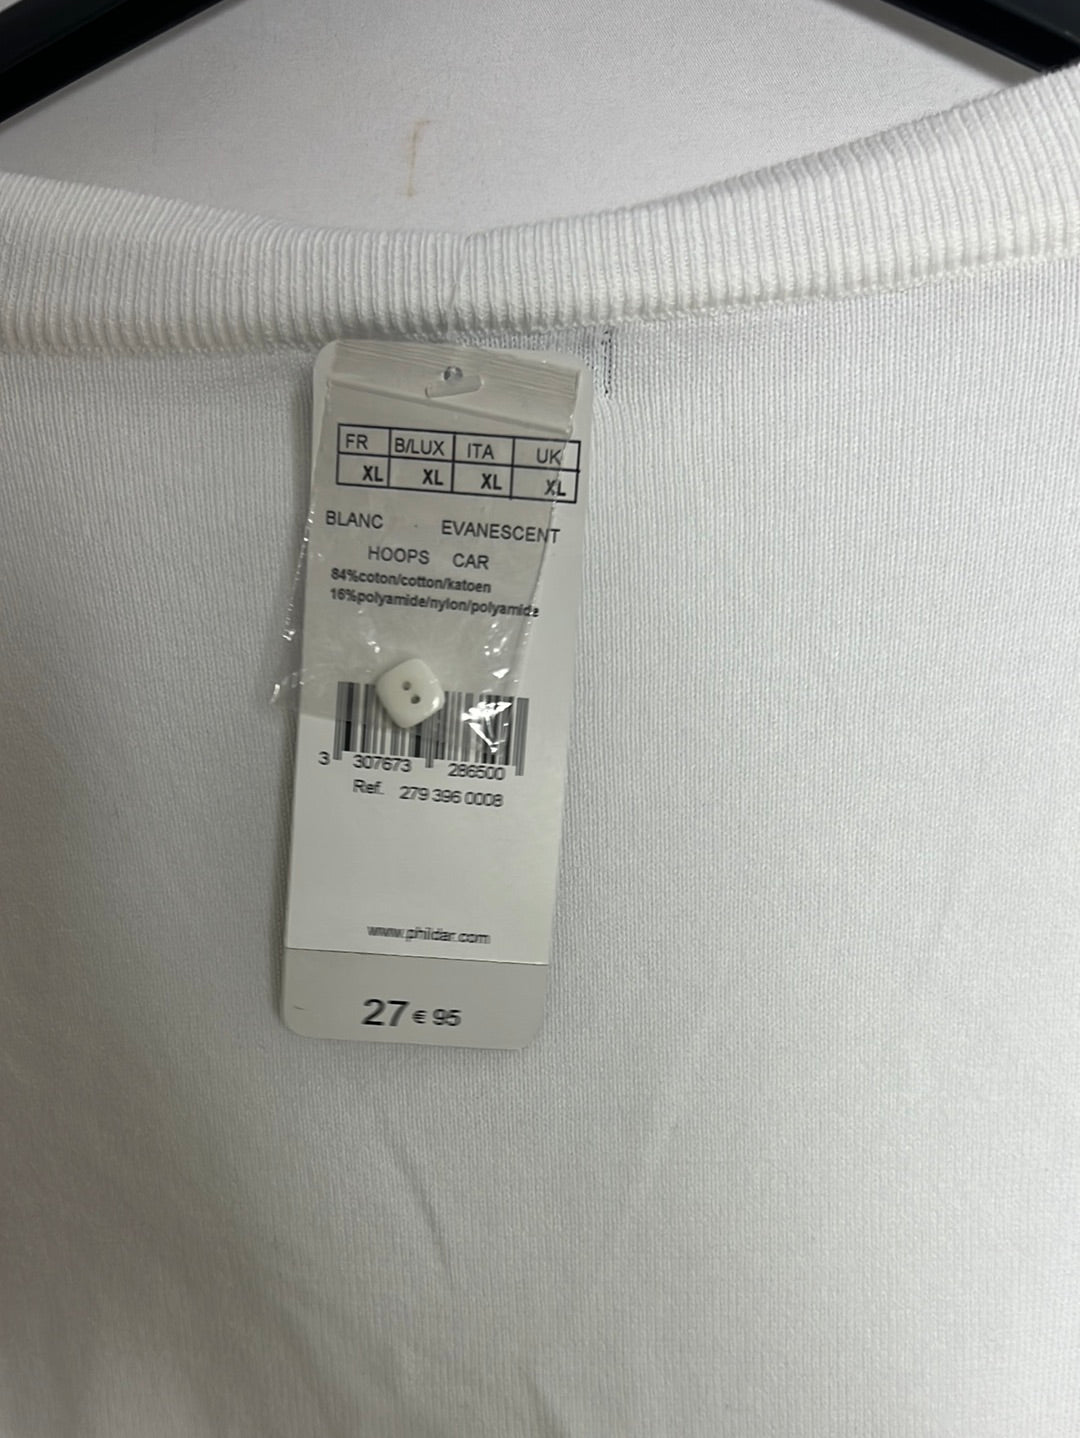 FR B/LUX ITA UK
XL XL XL XL
BLANC EVANESCENT
HOOPS CAR
84%coton/cotton/katoen
16%polyamide/nylon/polyamide
3 307673 286500
Ref. 279 396 0008
www.phildar.com
27 € 95